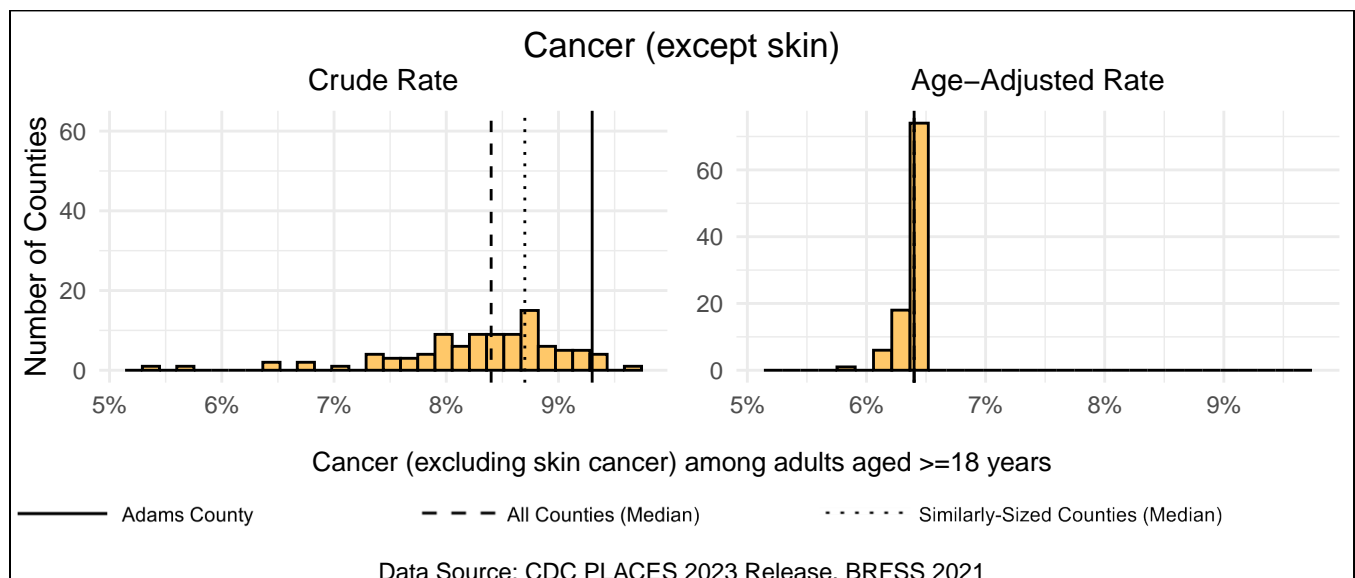 Cancer (except skin)
Crude Rate
Age−Adjusted Rate
Number of Counties
60
40
20
0
5%
6%
7%
8%
9%
60
40
20
0
5%
6%
7%
8%
9%
Cancer (excluding skin cancer) among adults aged >=18 years
Adams County
All Counties (Median)
Similarly-Sized Counties (Median)
Data Source: CDC PLACES 2023 Release, BRFSS 2021